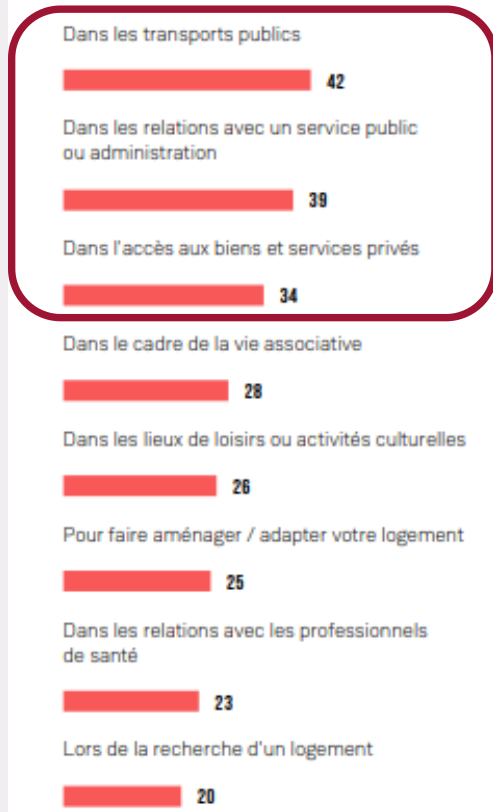 Dans les transports publics
42
Dans les relations avec un service public
ou administration
39
Dans l'accès aux biens et services privés
34
Dans le cadre de la vie associative
28
Dans les lieux de loisirs ou activités culturelles
26
Pour faire aménager / adapter votre logement
25
Dans les relations avec les professionnels
de santé
23
Lors de la recherche d'un logement
20